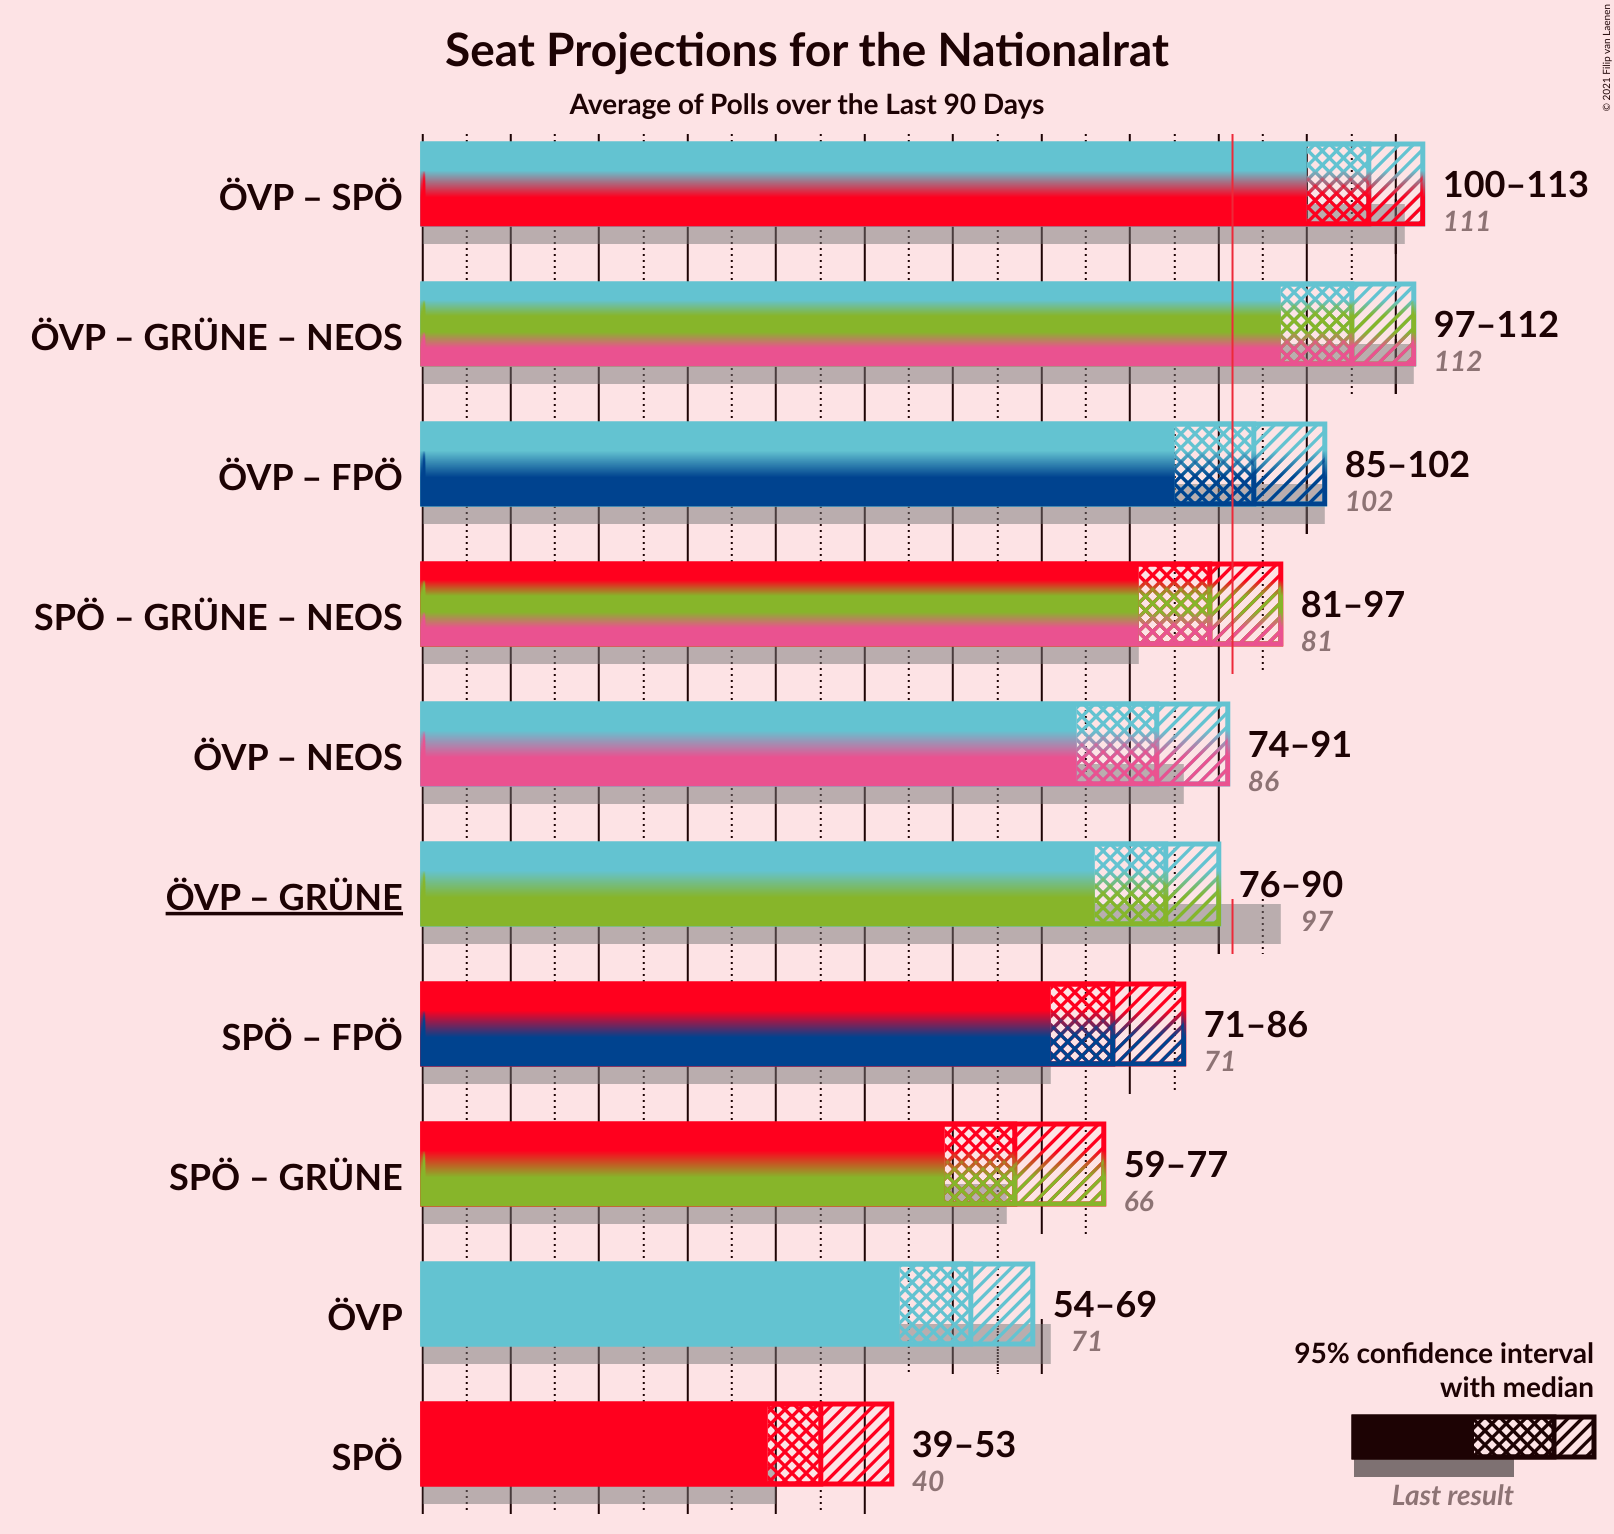 Seat Projections for the Nationalrat
Average of Polls over the Last 90 Days
© 2021 Filip van Laenen
ÖVP – SPÖ
100–113
111
ÖVP – GRÜNE – NEOS
97–112
112
ÖVP – FPÖ
85–102
102
SPÖ – GRÜNE – NEOS
81–97
81
ÖVP – NEOS
74–91
86
ÖVP – GRÜNE
76–90
97
SPÖ – FPÖ
71–86
71
SPÖ – GRÜNE
59–77
66
ÖVP
54–69
71
SPÖ
39–53
40
95% confidence interval
with median
Last result